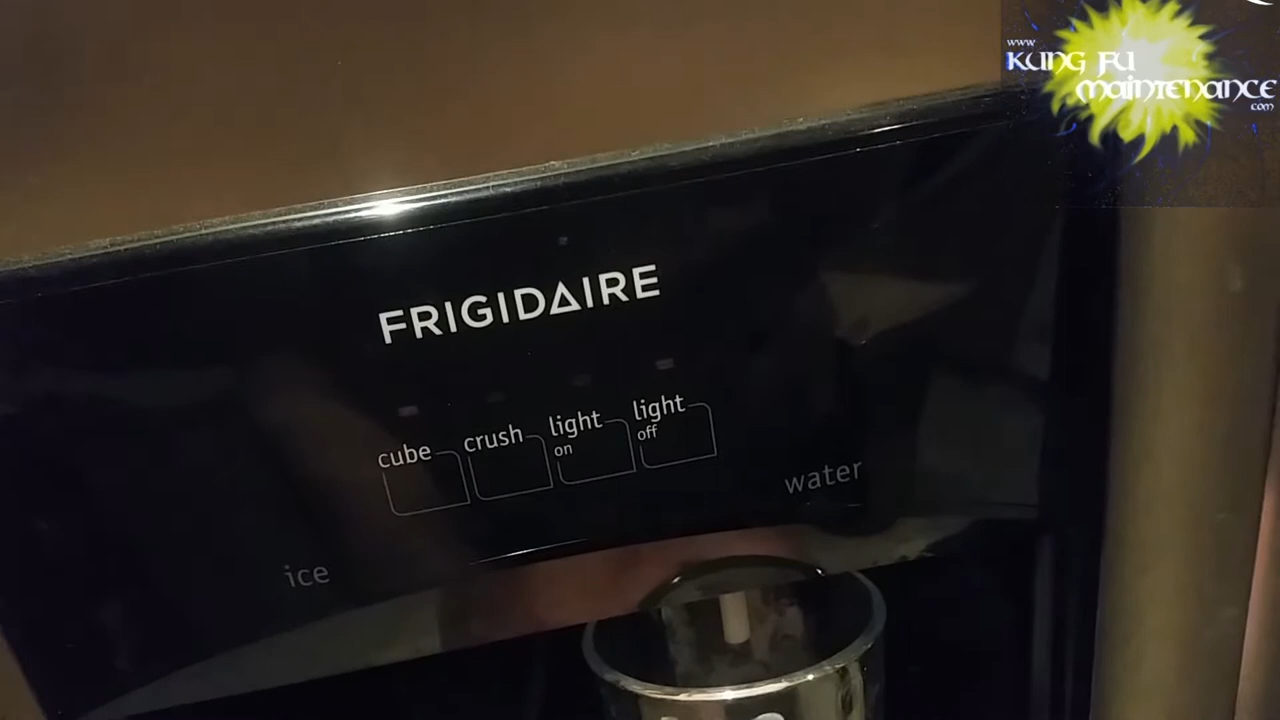 www
KUNG FU
MAINTENANCE
com
FRIGIDAIRE
cube crush light on light off
water
ice